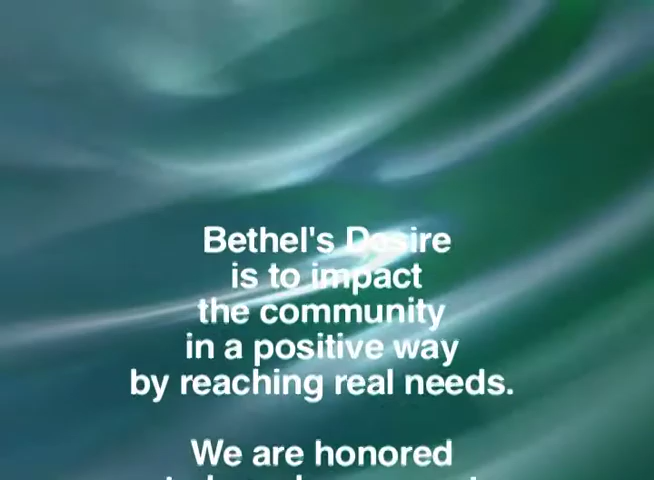 Bethel's Desire
is to impact
the community
in a positive way
by reaching real needs.
We are honored